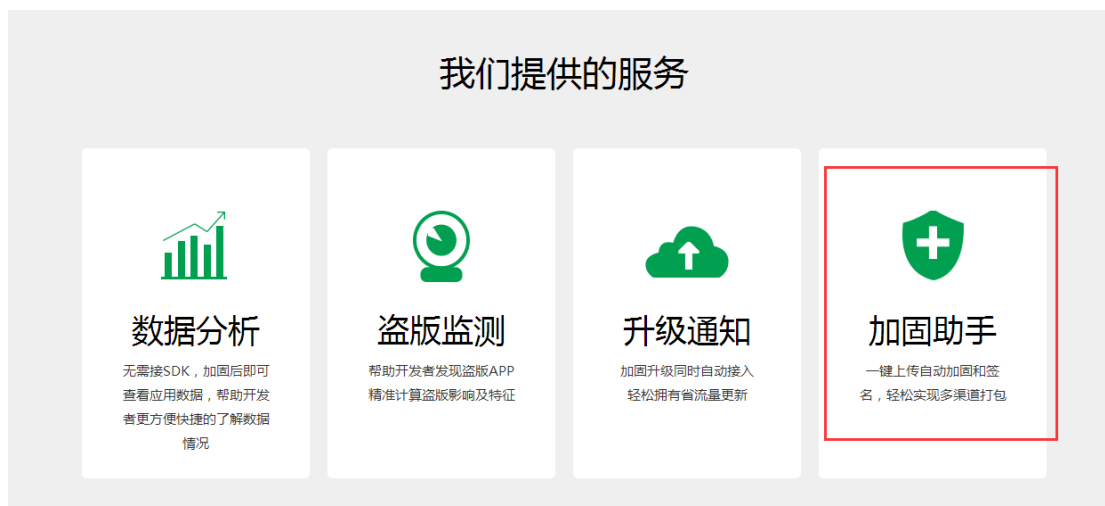 我们提供的服务
数据分析
无需接SDK，加固后即可
查看应用数据，帮助开发
者更方便快捷的了解数据
情况
盗版监测
帮助开发者发现盗版APP
精准计算盗版影响及特征
升级通知
加固升级同时自动接入
轻松拥有省流量更新
加固助手
一键上传自动加固和签
名，轻松实现多渠道打包